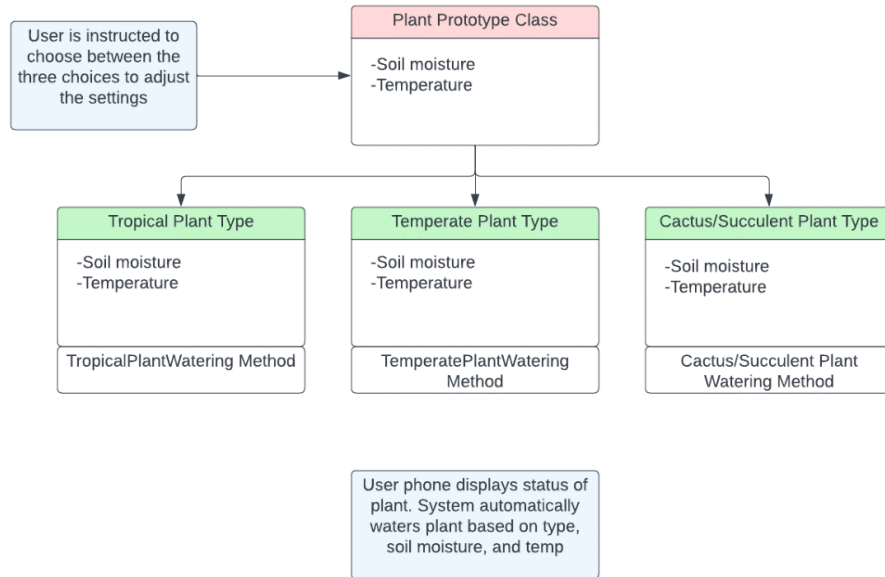 User is instructed to
choose between the
three choices to adjust
the settings
Plant Prototype Class
-Soil moisture
-Temperature
Tropical Plant Type
-Soil moisture
-Temperature
TropicalPlantWatering Method
Temperate Plant Type
-Soil moisture
-Temperature
TemperatePlantWatering
Method
Cactus/Succulent Plant Type
-Soil moisture
-Temperature
Cactus/Succulent Plant
Watering Method
User phone displays status of
plant. System automatically
waters plant based on type,
soil moisture, and temp